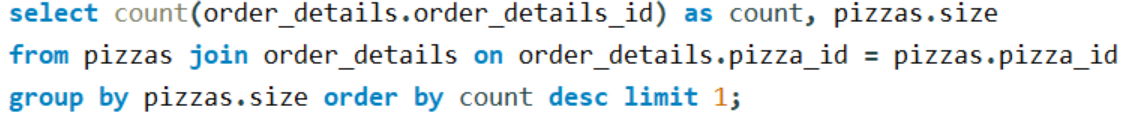 select count(order_details.order_details_id) as count, pizzas.size
from pizzas join order_details on order_details.pizza_id = pizzas.pizza_id
group by pizzas.size order by count desc limit 1;